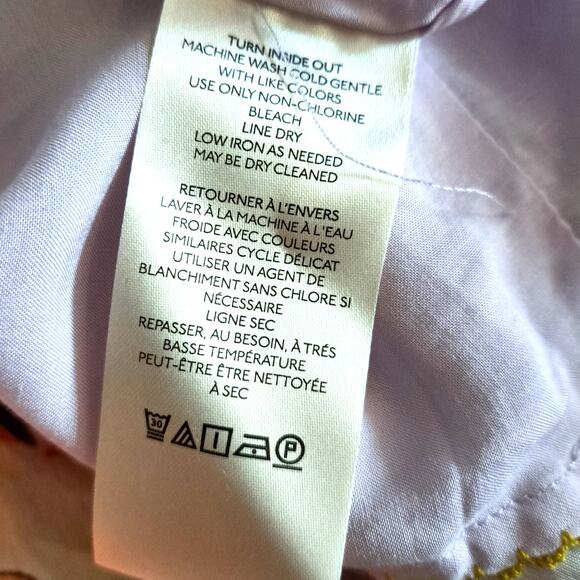 TURN INSIDE OUT
MACHINE WASH COLD GENTLE
WITH LIKE COLORS
USE ONLY NON-CHLORINE
BLEACH
LINE DRY
LOW IRON AS NEEDED
MAY BE DRY CLEANED
RETOURNER À L'ENVERS
LAVER À LA MACHINE À L'EAU
FROIDE AVEC COULEURS
SIMILAIRES CYCLE DÉLICAT
UTILISER UN AGENT DE
BLANCHIMENT SANS CHLORE SI
NÉCESSAIRE
LIGNE SEC
REPASSER, AU BESOIN, À TRÉS
BASSE TEMPÉRATURE
PEUT-ÊTRE ÊTRE NETTOYÉE
À SEC
30 P